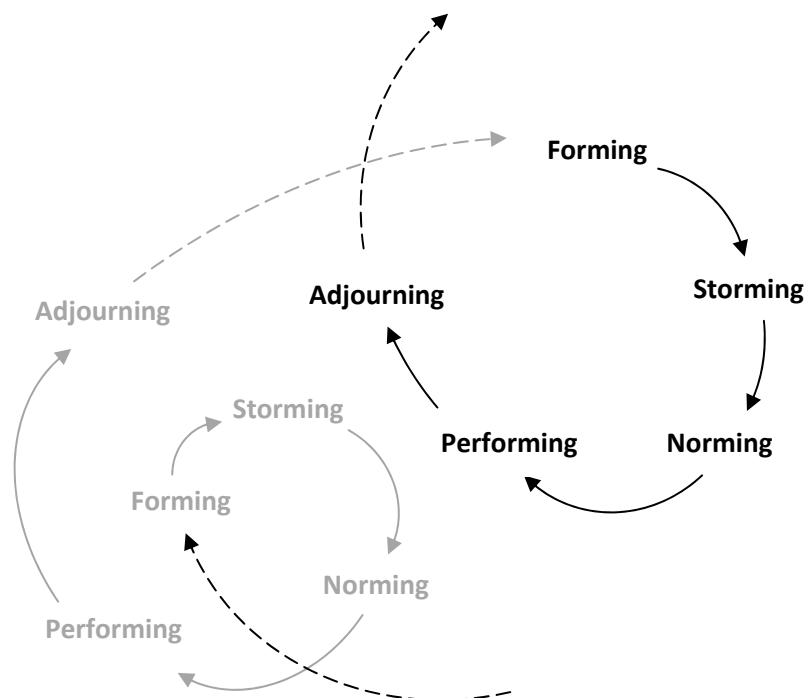 Forming
Storming
Norming
Performing
Adjourning
Forming
Storming
Norming
Performing
Adjourning